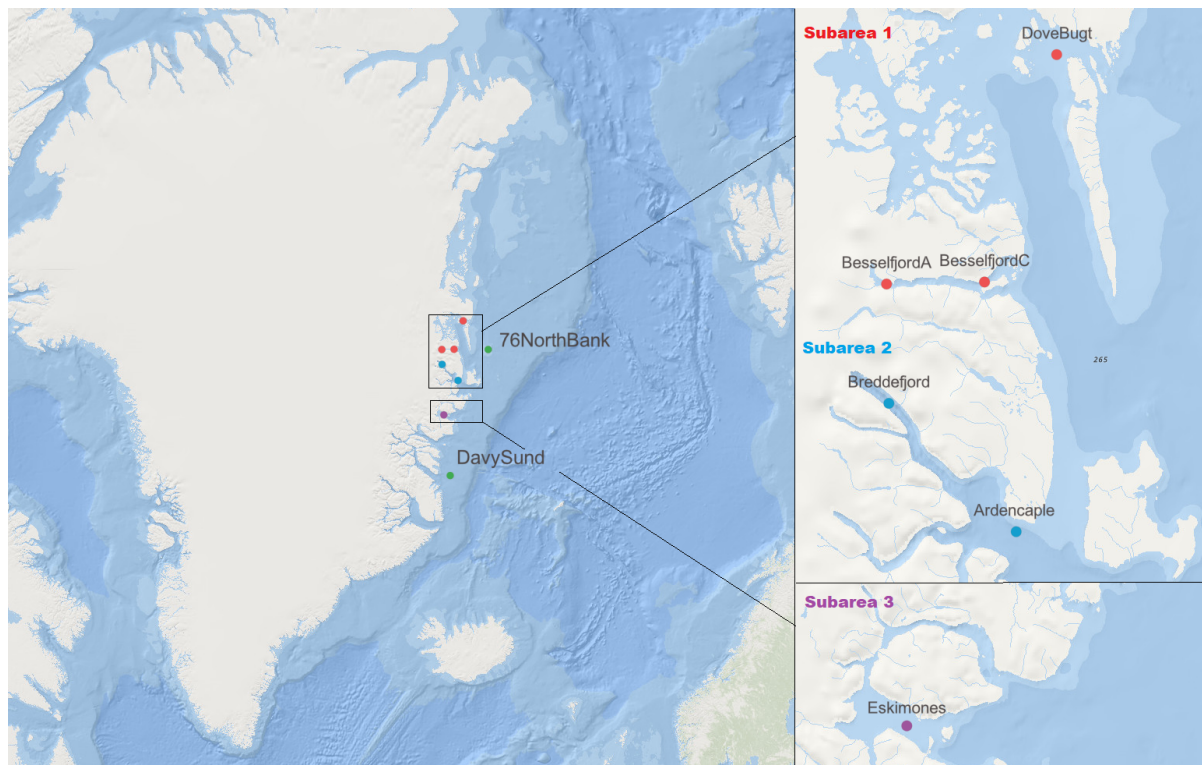 76NorthBank
DavySund
Subarea 1
DoveBugt
BesselfjordA
BesselfjordC
265
Subarea 2
Breddefjord
Ardencaple
Subarea 3
Eskimones